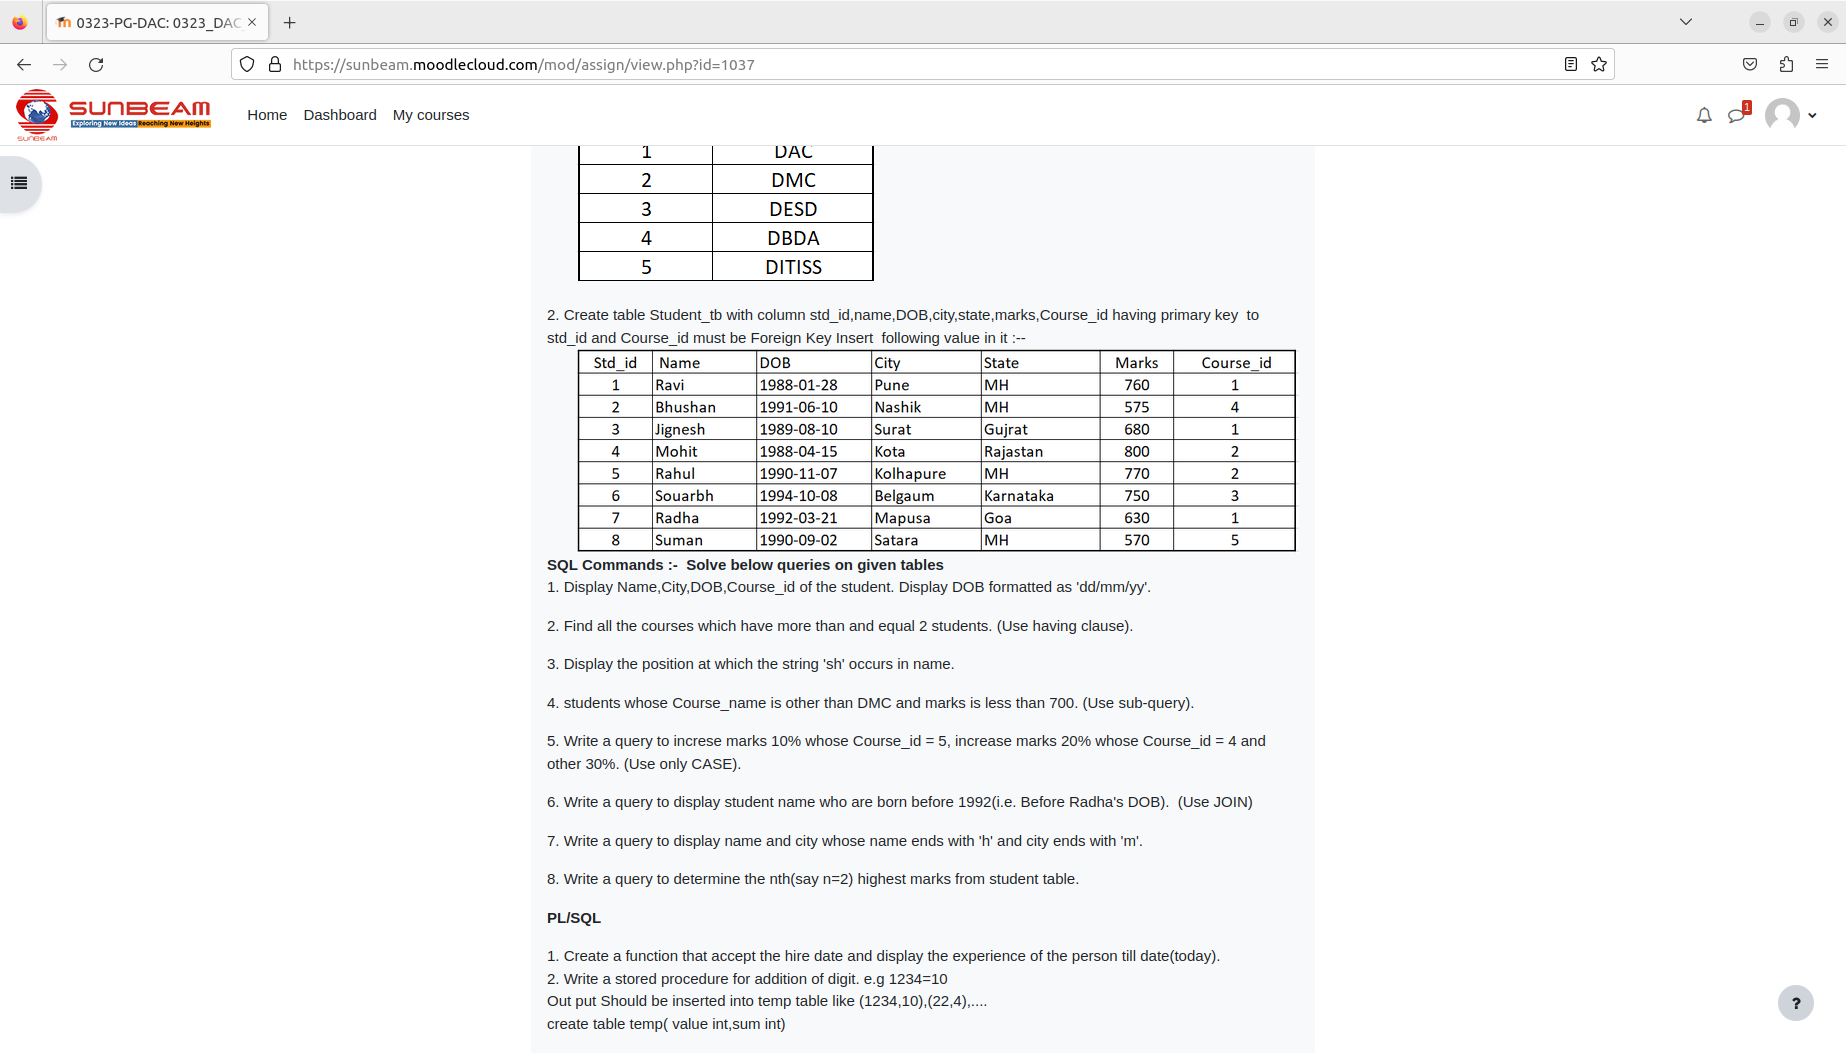 0323-PG-DAC: 0323_DAC
https://sunbeam.moodlecloud.com/mod/assign/view.php?id=1037
SUNBEAM
Exploring New Ideas Reaching New Heights
SUNBEAM
Home Dashboard My courses
1
1 DAC
2 DMC
3 DESD
4 DBDA
5 DITISS
2. Create table Student_tb with column std_id,name,DOB,city,state,marks,Course_id having primary key  to
std_id and Course_id must be Foreign Key Insert  following value in it :--
Std_id Name DOB City State Marks Course_id
1 Ravi 1988-01-28 Pune MH 760 1
2 Bhushan 1991-06-10 Nashik MH 575 4
3 Jignesh 1989-08-10 Surat Gujrat 680 1
4 Mohit 1988-04-15 Kota Rajastan 800 2
5 Rahul 1990-11-07 Kolhapure MH 770 2
6 Souarbh 1994-10-08 Belgaum Karnataka 750 3
7 Radha 1992-03-21 Mapusa Goa 630 1
8 Suman 1990-09-02 Satara MH 570 5
SQL Commands :-  Solve below queries on given tables
1. Display Name,City,DOB,Course_id of the student. Display DOB formatted as 'dd/mm/yy'.
2. Find all the courses which have more than and equal 2 students. (Use having clause).
3. Display the position at which the string 'sh' occurs in name.
4. students whose Course_name is other than DMC and marks is less than 700. (Use sub-query).
5. Write a query to increse marks 10% whose Course_id = 5, increase marks 20% whose Course_id = 4 and
other 30%. (Use only CASE).
6. Write a query to display student name who are born before 1992(i.e. Before Radha's DOB).  (Use JOIN)
7. Write a query to display name and city whose name ends with 'h' and city ends with 'm'.
8. Write a query to determine the nth(say n=2) highest marks from student table.
PL/SQL
1. Create a function that accept the hire date and display the experience of the person till date(today).
2. Write a stored procedure for addition of digit. e.g 1234=10
Out put Should be inserted into temp table like (1234,10),(22,4),....
create table temp( value int,sum int)
?